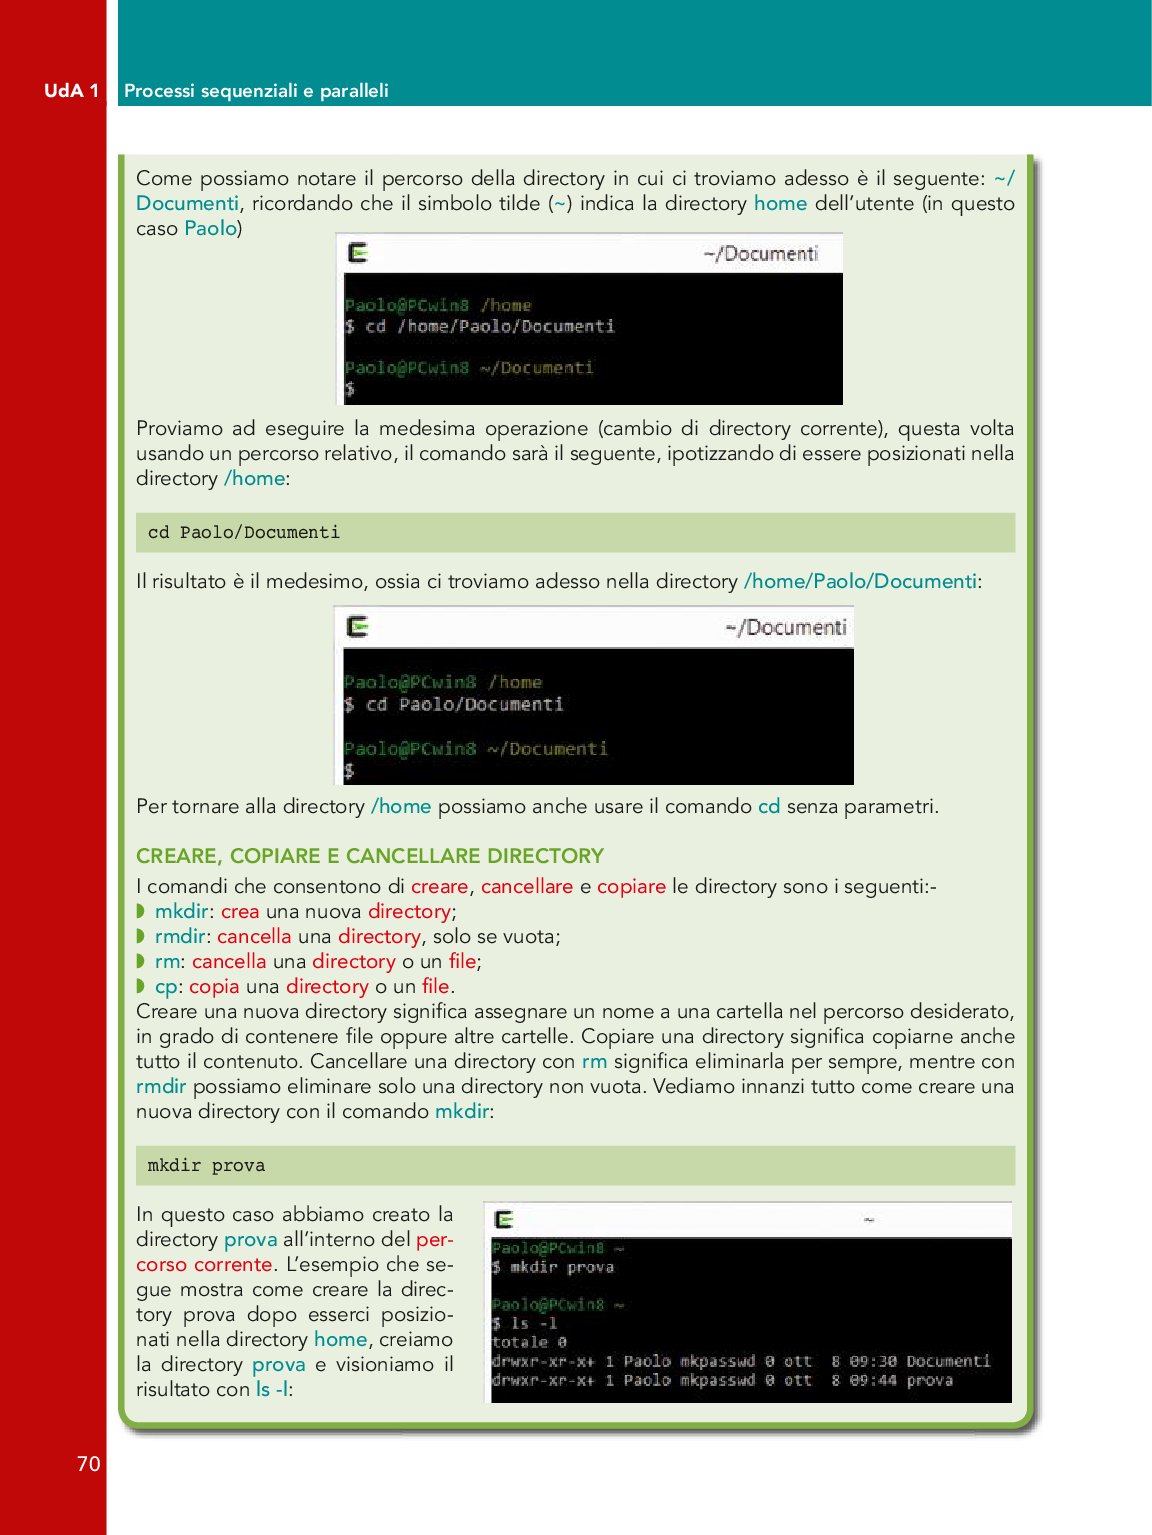 UdA 1 Processi sequenziali e paralleli
Come possiamo notare il percorso della directory in cui ci troviamo adesso è il seguente: ~/
Documenti, ricordando che il simbolo tilde (~) indica la directory home dell'utente (in questo
caso Paolo)
~/Documenti
Paolo@PCwin8 /home
$ cd /home/Paolo/Documenti
Paolo@PCwin8 ~/Documenti
$
Proviamo ad eseguire la medesima operazione (cambio di directory corrente), questa volta
usando un percorso relativo, il comando sarà il seguente, ipotizzando di essere posizionati nella
directory /home:
cd Paolo/Documenti
Il risultato è il medesimo, ossia ci troviamo adesso nella directory /home/Paolo/Documenti:
~/Documenti
Paolo@PCwin8 /home
$ cd Paolo/Documenti
Paolo@PCwin8 ~/Documenti
$
Per tornare alla directory /home possiamo anche usare il comando cd senza parametri.
CREARE, COPIARE E CANCELLARE DIRECTORY
I comandi che consentono di creare, cancellare e copiare le directory sono i seguenti:-
mkdir: crea una nuova directory;
rmdir: cancella una directory, solo se vuota;
rm: cancella una directory o un file;
cp: copia una directory o un file.
Creare una nuova directory significa assegnare un nome a una cartella nel percorso desiderato,
in grado di contenere file oppure altre cartelle. Copiare una directory significa copiarne anche
tutto il contenuto. Cancellare una directory con rm significa eliminarla per sempre, mentre con
rmdir possiamo eliminare solo una directory non vuota. Vediamo innanzi tutto come creare una
nuova directory con il comando mkdir:
mkdir prova
In questo caso abbiamo creato la
directory prova all'interno del per-
corso corrente. L'esempio che se-
gue mostra come creare la direc-
tory prova dopo esserci posizio-
nati nella directory home, creiamo
la directory prova e visioniamo il
risultato con ls -l:
~
Paolo@PCwin8 ~
$ mkdir prova
Paolo@PCwin8 ~
$ ls -l
totale 0
drwxr-xr-x+ 1 Paolo mkpasswd 0 ott 8 09:30 Documenti
drwxr-xr-x+ 1 Paolo mkpasswd 0 ott 8 09:44 prova
70